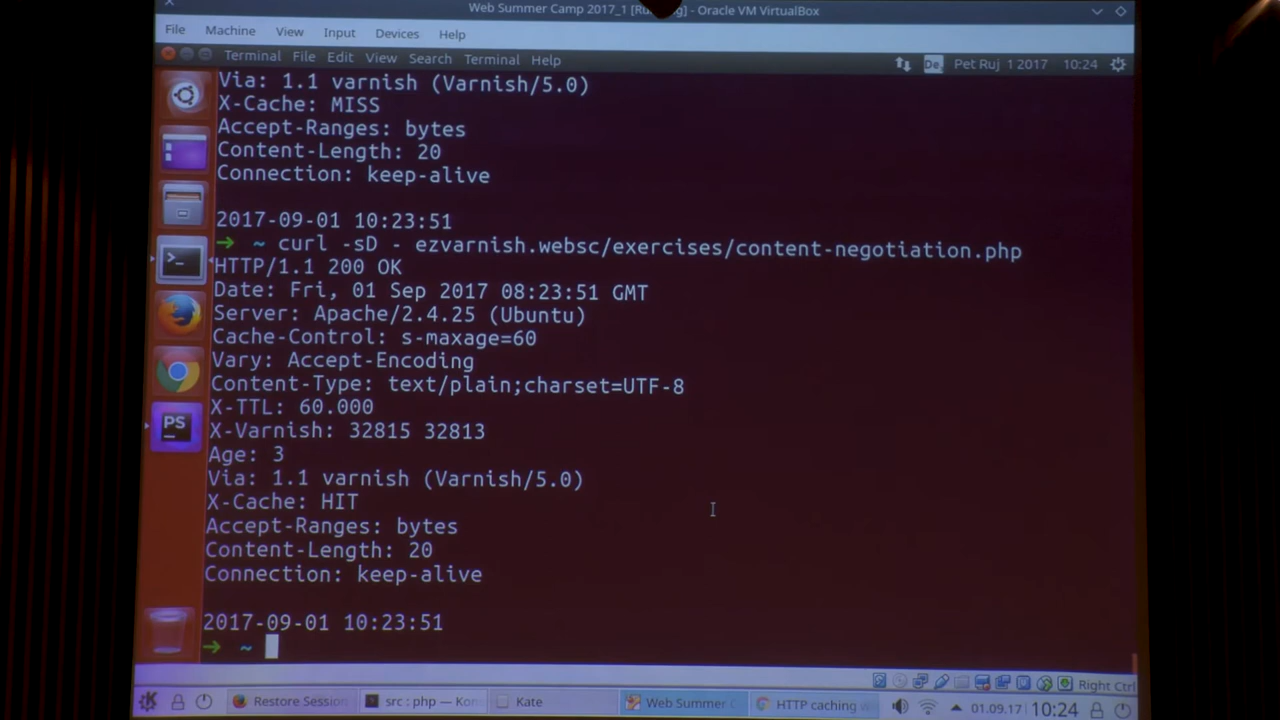 Web Summer Camp 2017_1 [Ru g] - Oracle VM VirtualBox
File Machine View Input Devices Help
Terminal File Edit View Search Terminal Help
De Pet Ruj 1 2017 10:24
Via: 1.1 varnish (Varnish/5.0)
X-Cache: MISS
Accept-Ranges: bytes
Content-Length: 20
Connection: keep-alive
2017-09-01 10:23:51
➜ ~ curl -sD - ezvarnish.websc/exercises/content-negotiation.php
HTTP/1.1 200 OK
Date: Fri, 01 Sep 2017 08:23:51 GMT
Server: Apache/2.4.25 (Ubuntu)
Cache-Control: s-maxage=60
Vary: Accept-Encoding
Content-Type: text/plain;charset=UTF-8
X-TTL: 60.000
X-Varnish: 32815 32813
Age: 3
Via: 1.1 varnish (Varnish/5.0)
X-Cache: HIT
Accept-Ranges: bytes
Content-Length: 20
Connection: keep-alive
2017-09-01 10:23:51
➜ ~
PS
Right Ctrl
Restore Session
src : php — Kon
Kate
Web Summer C
HTTP caching w
01.09.17 10:24